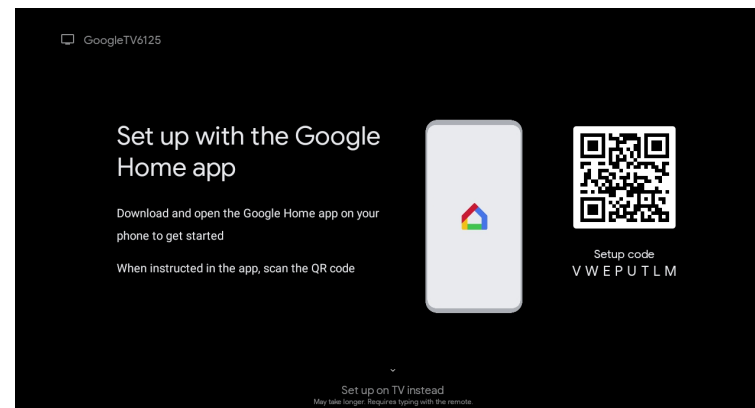 GoogleTV6125
Set up with the Google
Home app
Download and open the Google Home app on your
phone to get started
When instructed in the app, scan the QR code
Setup code
VWEPUTLM
Set up on TV instead
May take longer. Requires typing with the remote.